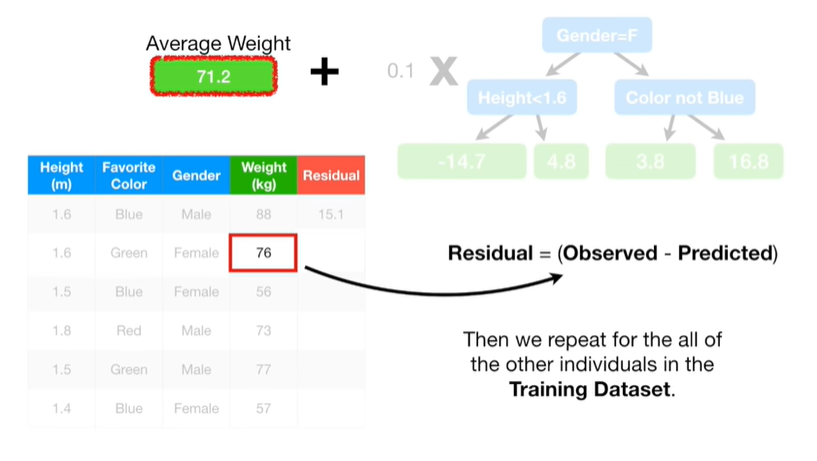 Average Weight
71.2
+
0.1
X
Gender=F
Height<1.6
Color not Blue
-14.7
4.8
3.8
16.8
Height (m) Favorite Color Gender Weight (kg) Residual
1.6 Blue Male 88 15.1
1.6 Green Female 76
1.5 Blue Female 56
1.8 Red Male 73
1.5 Green Male 77
1.4 Blue Female 57
Residual = (Observed - Predicted)
Then we repeat for the all of
the other individuals in the
Training Dataset.